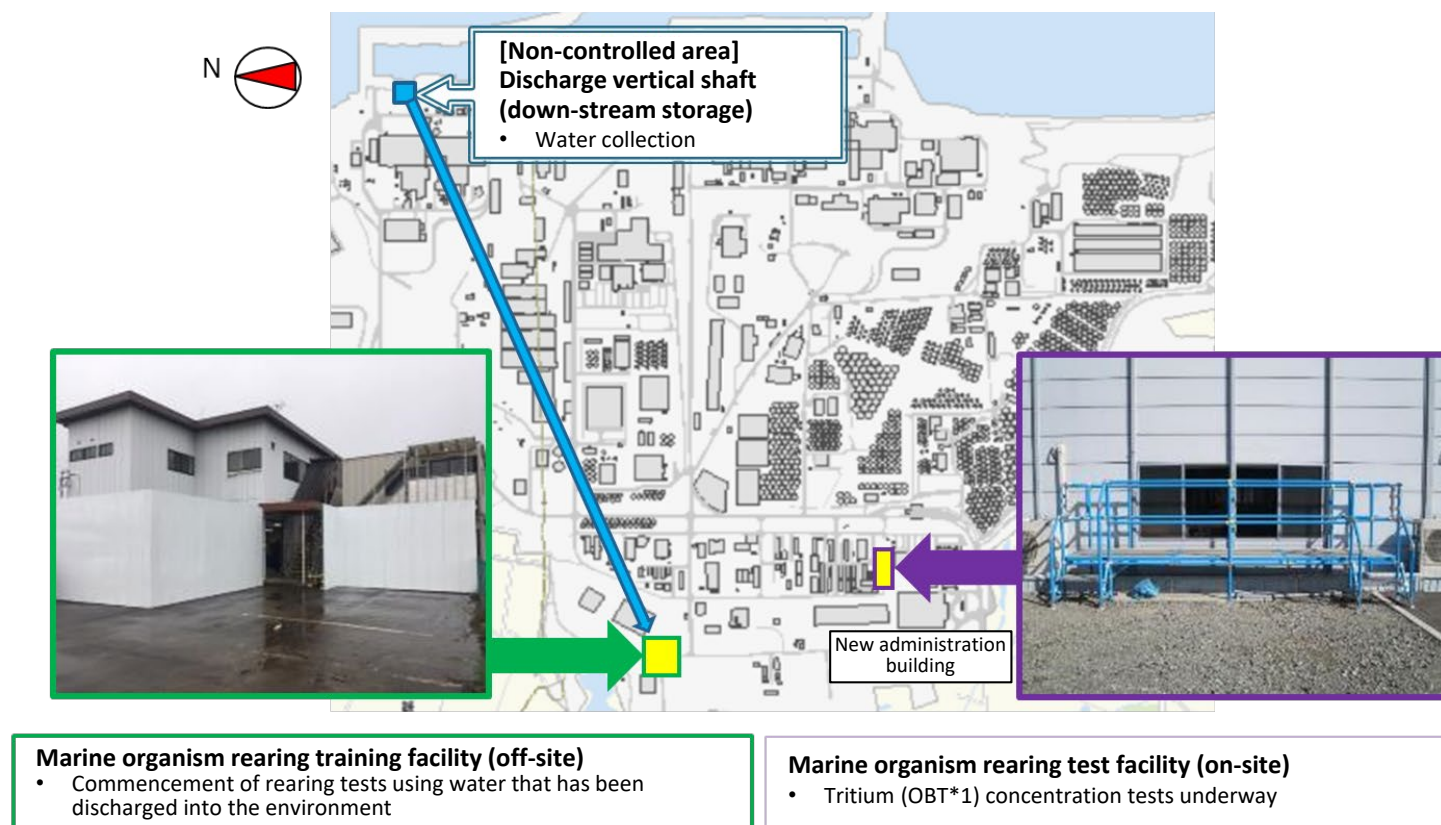 N
[Non-controlled area]
Discharge vertical shaft
(down-stream storage)
• Water collection
New administration
building
Marine organism rearing training facility (off-site)
• Commencement of rearing tests using water that has been
discharged into the environment
Marine organism rearing test facility (on-site)
• Tritium (OBT*1) concentration tests underway